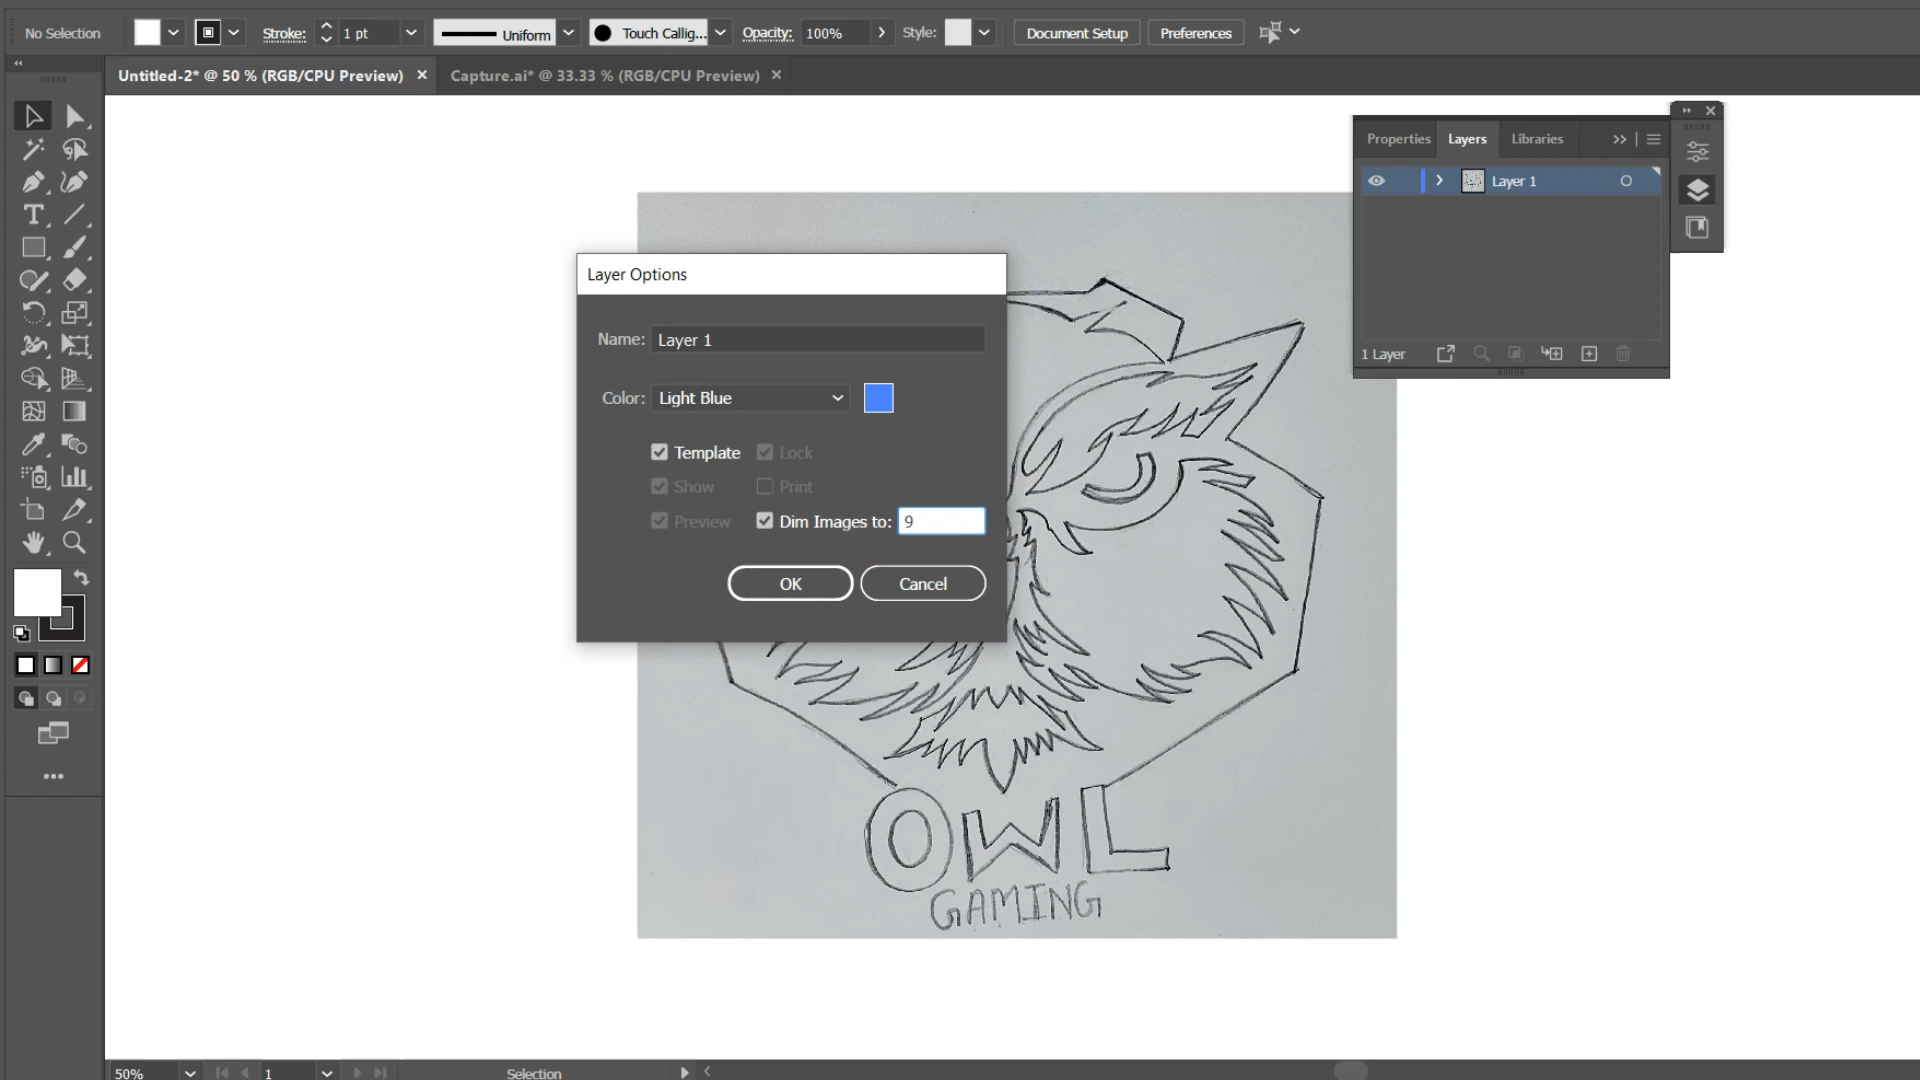 No Selection
Stroke:
1 pt
Uniform
Touch Callig...
Opacity:
100%
Style:
Document Setup
Preferences
Untitled-2* @ 50 % (RGB/CPU Preview)
Capture.ai* @ 33.33 % (RGB/CPU Preview)
Properties
Layers
Libraries
Layer 1
1 Layer
Layer Options
Name:
Layer 1
Color:
Light Blue
Template
Lock
Show
Print
Preview
Dim Images to:
9
OK
Cancel
OWL
GAMING
50%
1
Selection